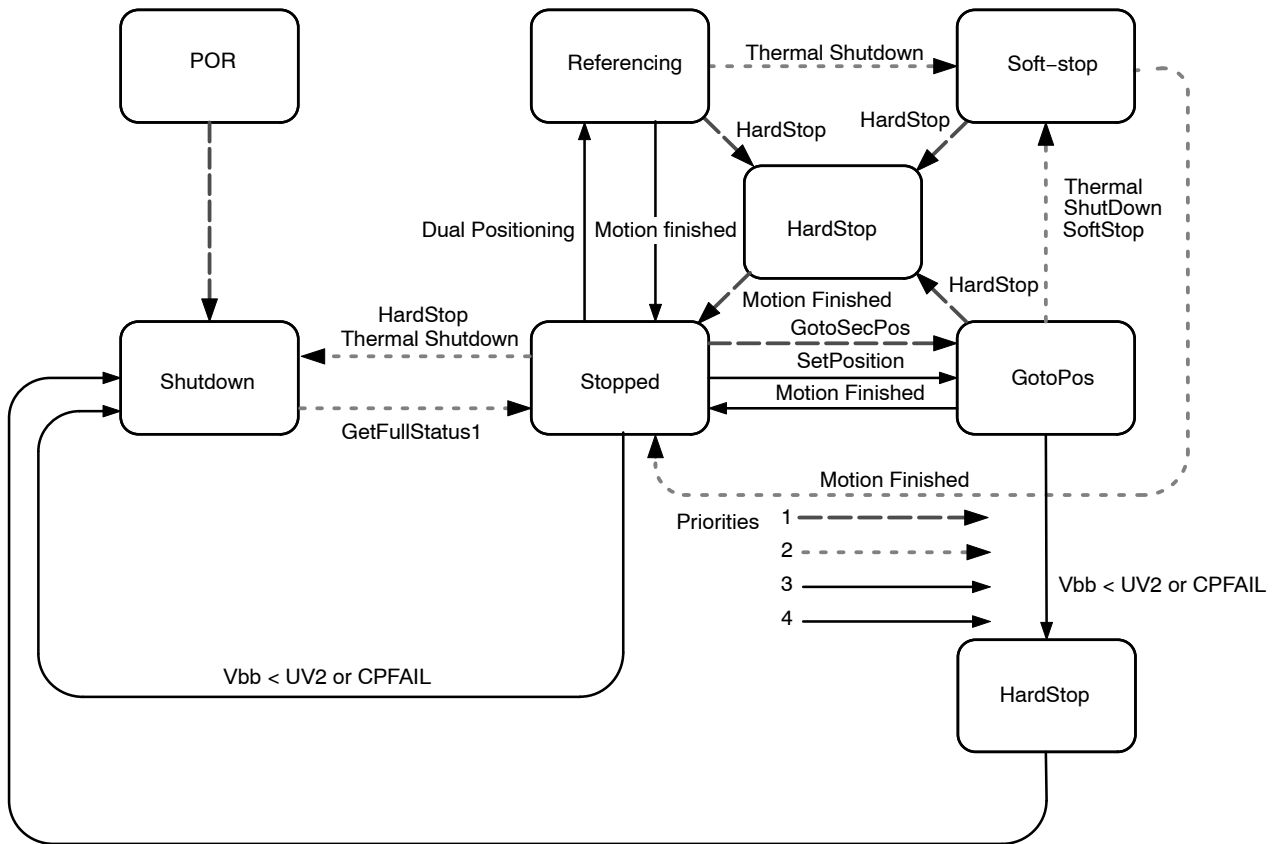 POR
Referencing
Thermal Shutdown
Soft−stop
HardStop
HardStop
Thermal
ShutDown
SoftStop
HardStop
Dual Positioning
Motion finished
HardStop
Motion Finished
HardStop
Thermal Shutdown
GotoSecPos
SetPosition
Motion Finished
Shutdown
Stopped
GotoPos
GetFullStatus1
Motion Finished
Priorities
1
2
3
4
Vbb < UV2 or CPFAIL
Vbb < UV2 or CPFAIL
HardStop